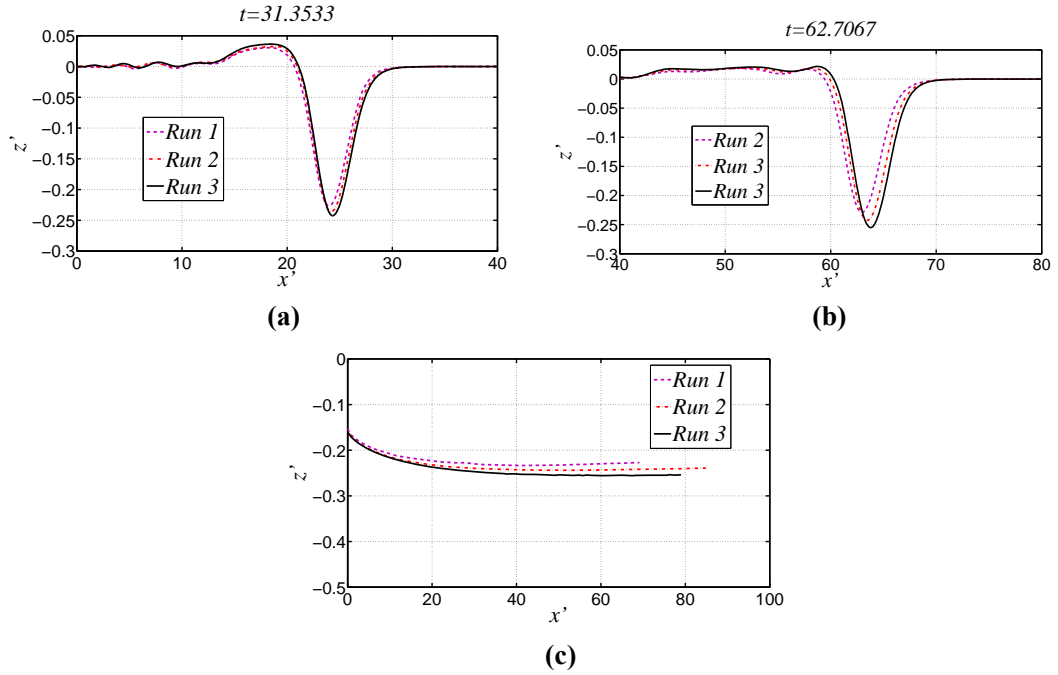 t=31.3533
0.05
0
−0.05
−0.1
−0.15
−0.2
−0.25
−0.3
z'
Run 1
Run 2
Run 3
0 10 20 30 40
x'
(a)
t=62.7067
0.05
0
−0.05
−0.1
−0.15
−0.2
−0.25
−0.3
z'
Run 2
Run 3
Run 3
40 50 60 70 80
x'
(b)
0
−0.1
−0.2
−0.3
−0.4
−0.5
z'
Run 1
Run 2
Run 3
0 20 40 60 80 100
x'
(c)